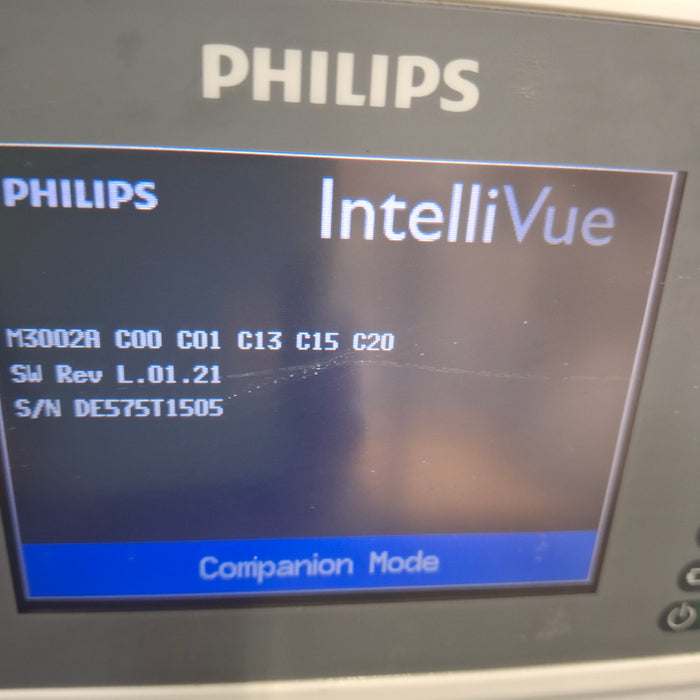 PHILIPS
PHILIPS IntelliVue
M3002A C00 C01 C13 C15 C20
SW Rev L.01.21
S/N DE575T1505
Companion Mode